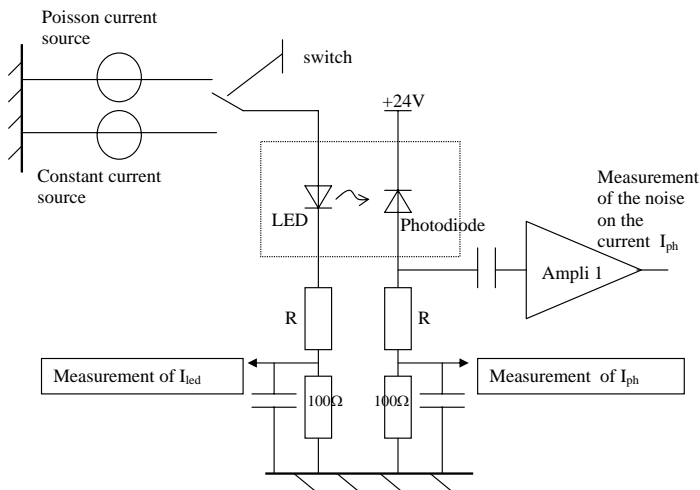 Poisson current
source
switch
+24V
Constant current
source
LED
Photodiode
Measurement
of the noise
on the
current I_ph
Ampli 1
R
R
Measurement of I_led
100Ω
100Ω
Measurement of I_ph